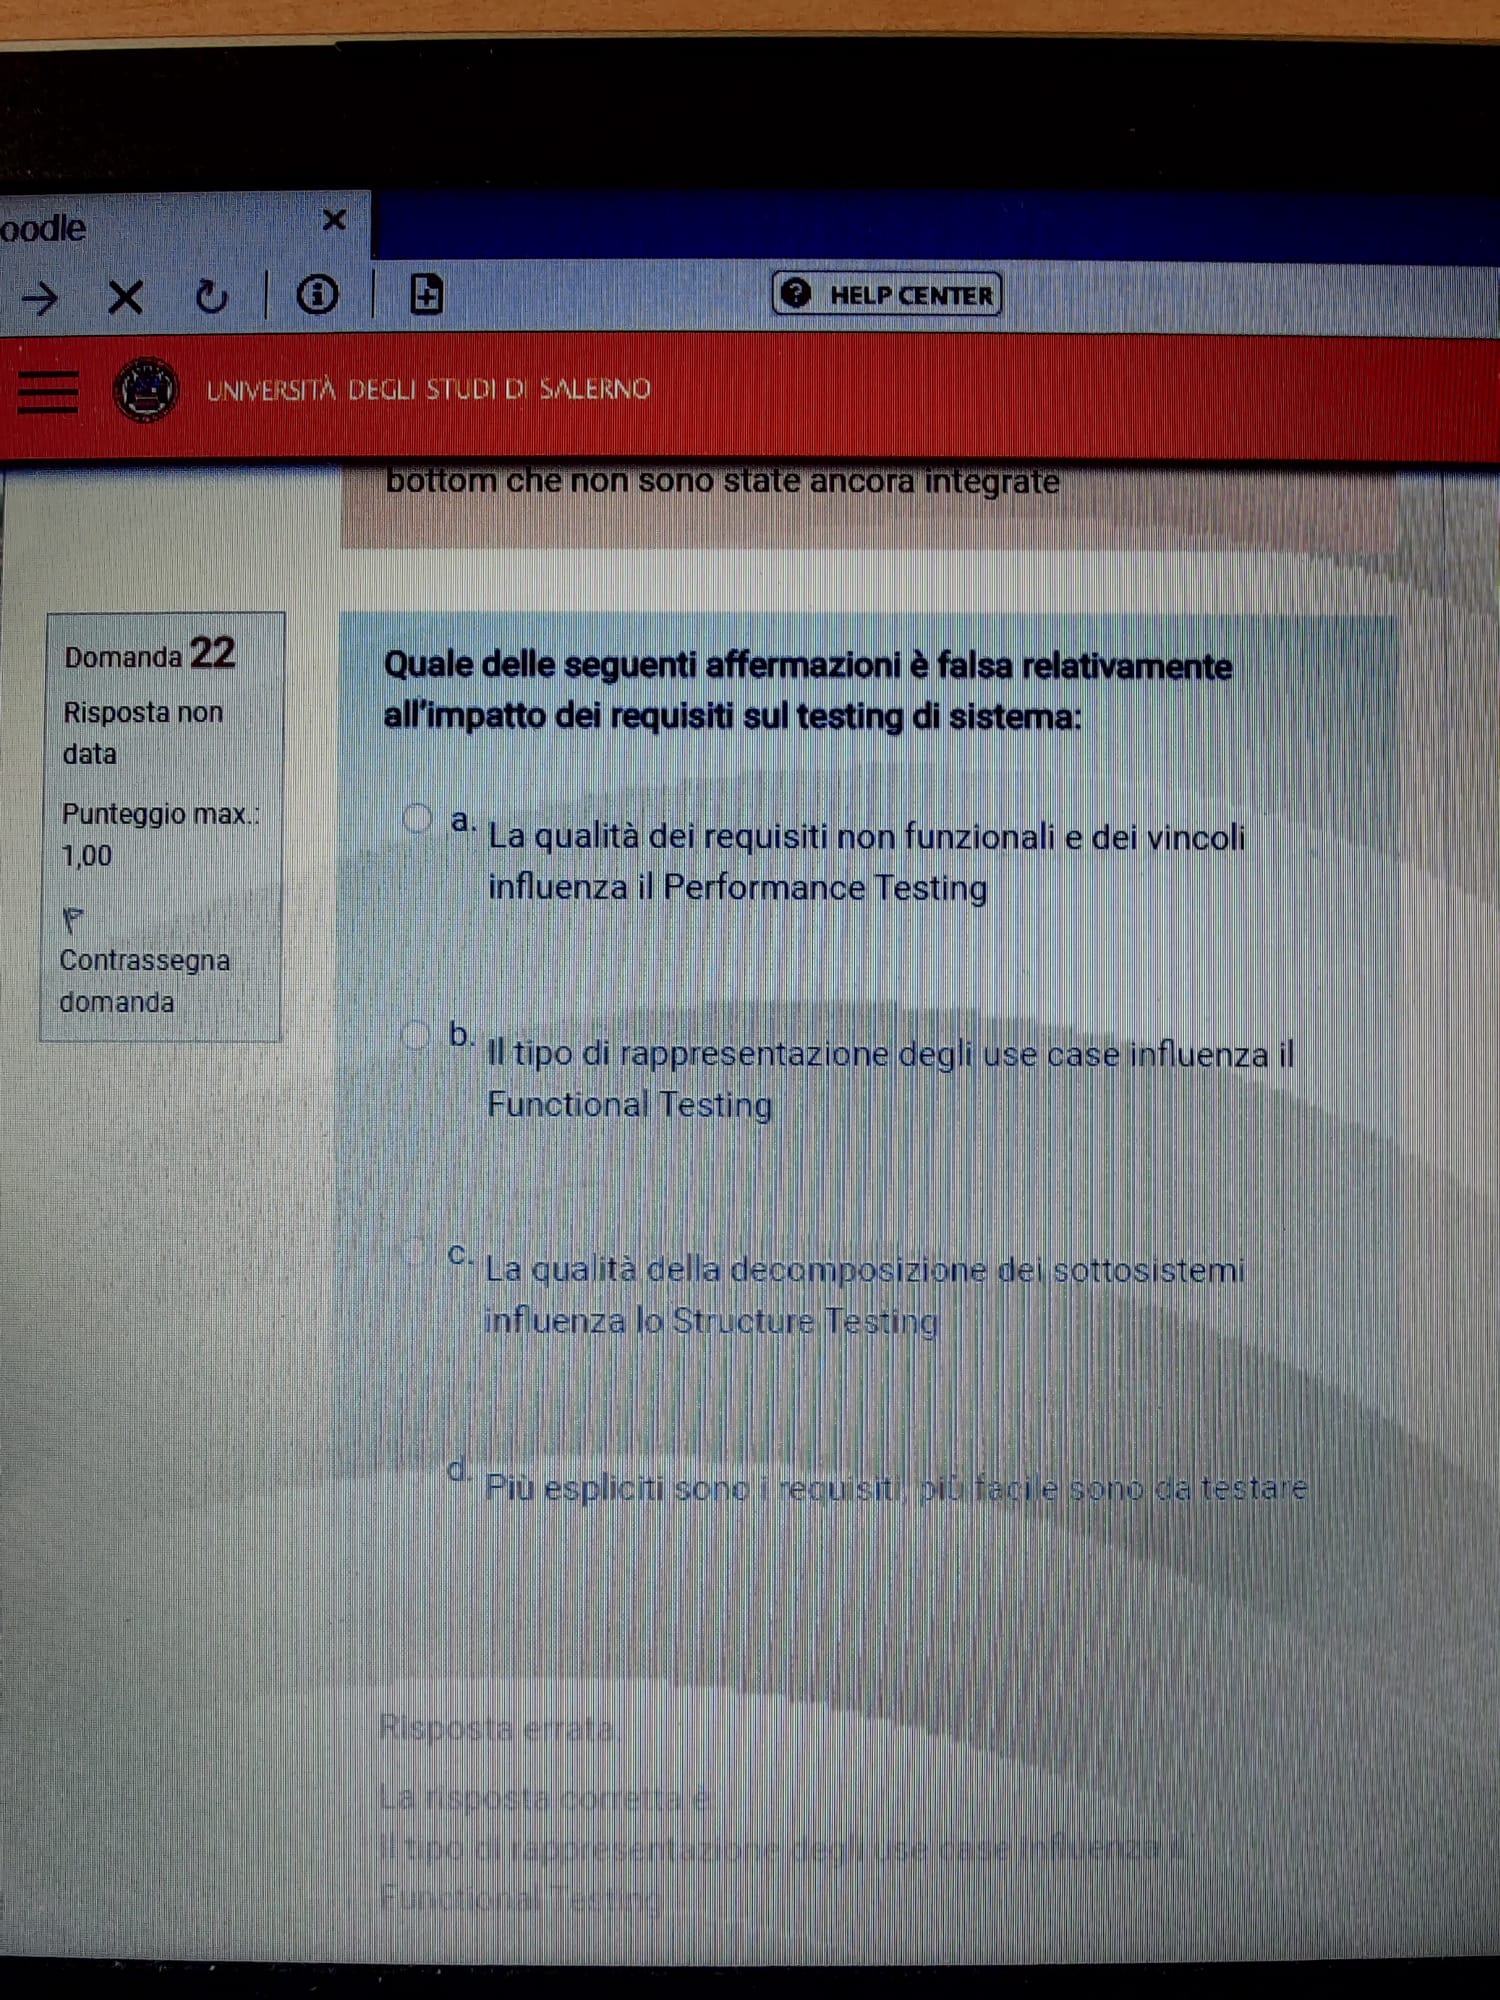 oodle
HELP CENTER
UNIVERSITÀ DEGLI STUDI DI SALERNO
bottom che non sono state ancora integrate
Domanda 22
Risposta non
data
Punteggio max.:
1,00
Contrassegna
domanda
Quale delle seguenti affermazioni è falsa relativamente
all'impatto dei requisiti sul testing di sistema:
a. La qualità dei requisiti non funzionali e dei vincoli
influenza il Performance Testing
b. Il tipo di rappresentazione degli use case influenza il
Functional Testing
c. La qualità della decomposizione dei sottosistemi
influenza lo Structure Testing
d. Più espliciti sono i requisiti, più facile sono da testare
Risposta errata.
La risposta corretta è:
Il tipo di rappresentazione degli use case influenza il
Functional Testing